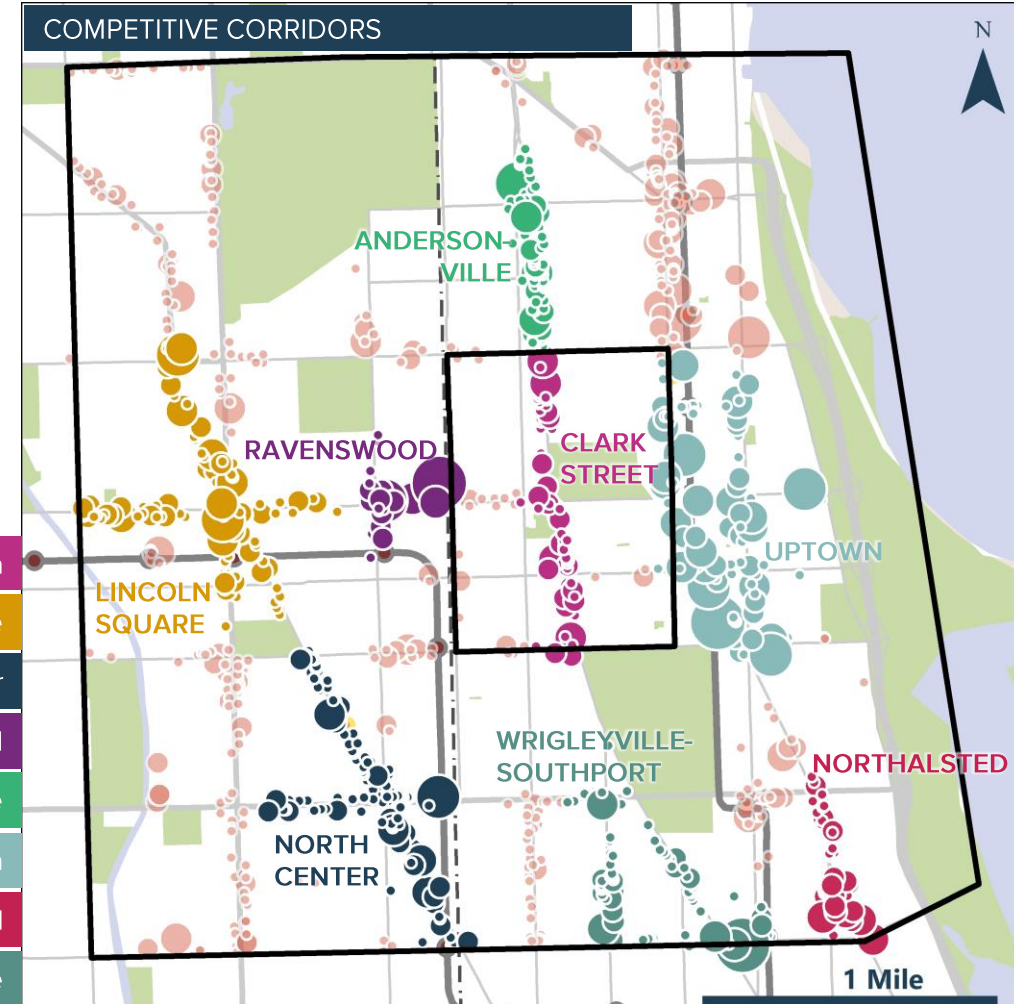 COMPETITIVE CORRIDORS
N
ANDERSON-
VILLE
RAVENSWOOD
CLARK
STREET
UPTOWN
LINCOLN
SQUARE
WRIGLEYVILLE-
SOUTHPORT
NORTHALSTED
NORTH
CENTER
1 Mile